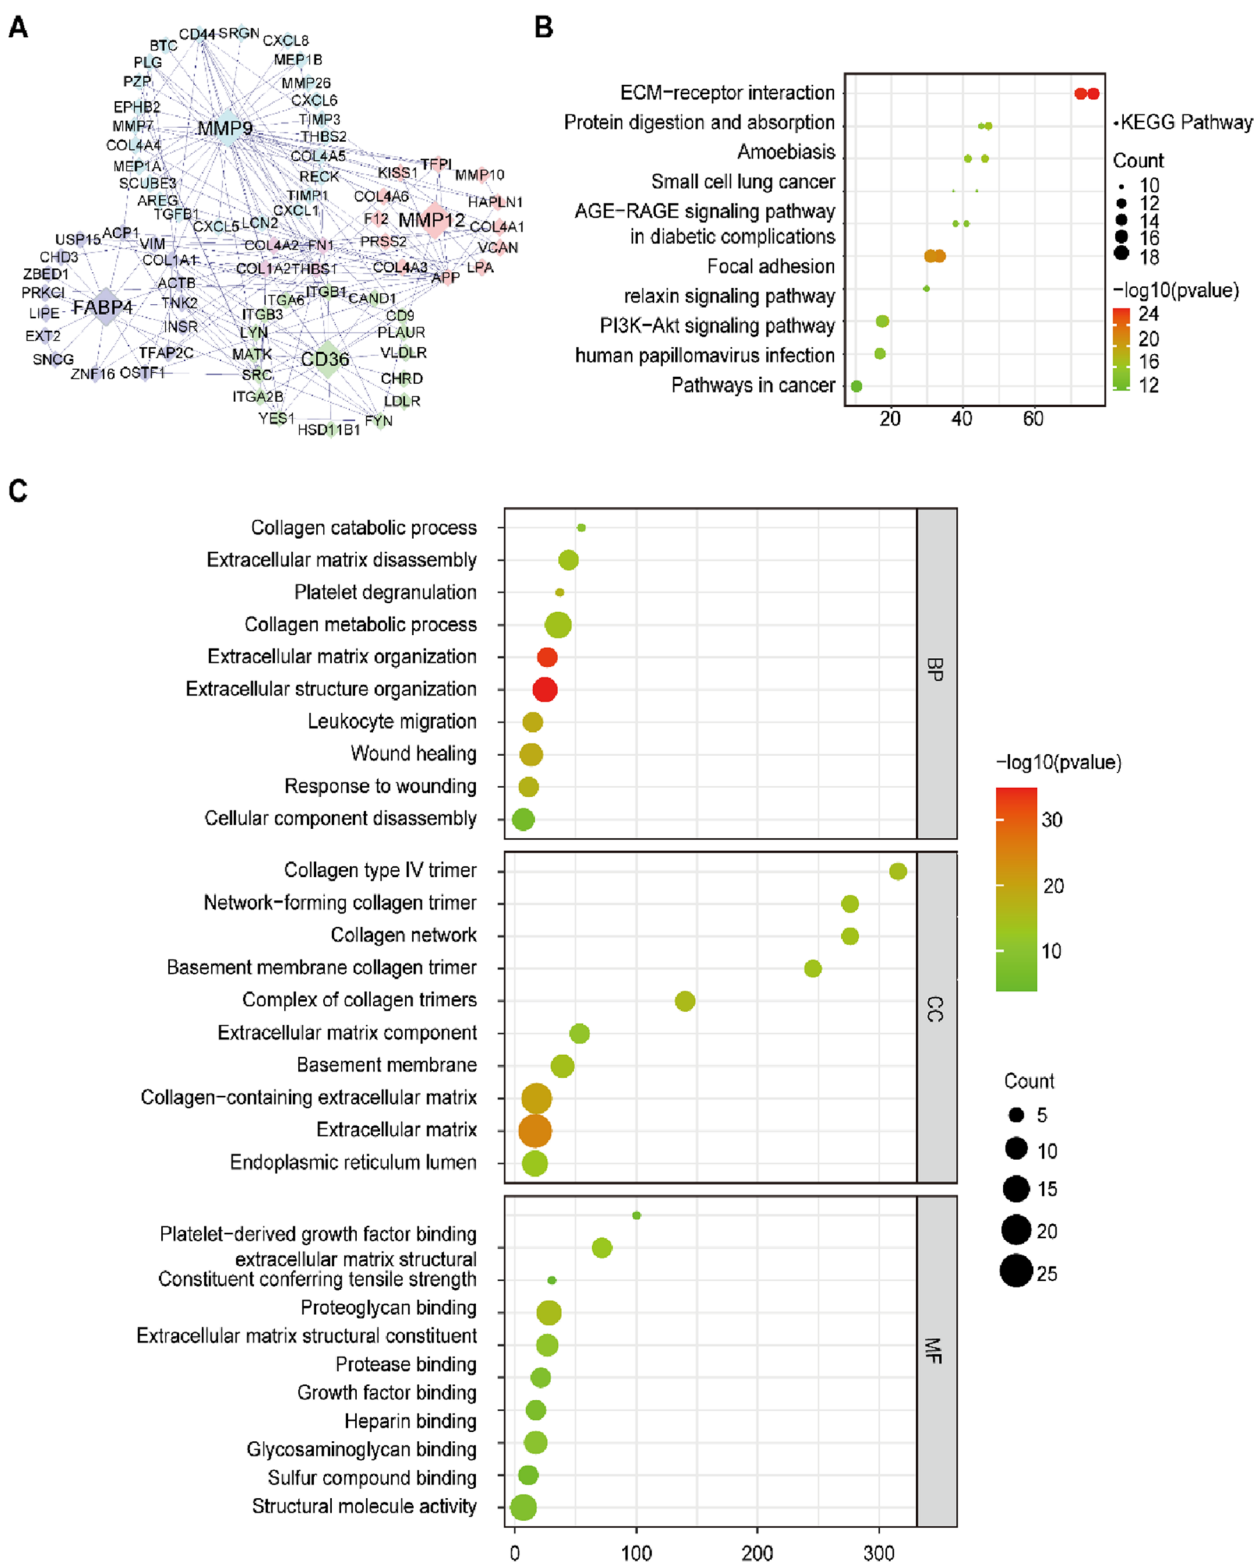 A
CD44 SRGN
BTC
CXCL8
PLG
MEP1B
PZP
MMP26
EPHB2
CXCL6
MMP9
TIMP3
MMP7
THBS2
COL4A4
COL4A5
MEP1A
RECK
SCUBE3
TIMP1
AREG
CXCL1
TGFB1
CXCL5 LCN2
KISS1
TFPI
MMP10
COL4A6
HAPLN1
F12
MMP12
COL4A1
PRSS2
VCAN
COL4A3
LPA
APP
COL4A2
FN1
COL1A2 THBS1
USP15 ACP1
VIM
CHD3
COL1A1
ZBED1
ACTB
PRKCI
TNK2
LIPE
FABP4
INSR
EXT2
TFAP2C
SNCG
ZNF16 OSTF1
ITGB1
ITGA6
CAND1
ITGB3
CD9
LYN
PLAUR
MATK
CD36
VLDLR
SRC
CHRD
ITGA2B
LDLR
YES1
FYN
HSD11B1
B
ECM−receptor interaction
Protein digestion and absorption
Amoebiasis
Small cell lung cancer
AGE−RAGE signaling pathway
in diabetic complications
Focal adhesion
relaxin signaling pathway
PI3K−Akt signaling pathway
human papillomavirus infection
Pathways in cancer
20 40 60
KEGG Pathway
Count
10
12
14
16
18
−log10(pvalue)
24
20
16
12
C
Collagen catabolic process
Extracellular matrix disassembly
Platelet degranulation
Collagen metabolic process
Extracellular matrix organization
Extracellular structure organization
Leukocyte migration
Wound healing
Response to wounding
Cellular component disassembly
BP
Collagen type IV trimer
Network−forming collagen trimer
Collagen network
Basement membrane collagen trimer
Complex of collagen trimers
Extracellular matrix component
Basement membrane
Collagen−containing extracellular matrix
Extracellular matrix
Endoplasmic reticulum lumen
CC
Platelet−derived growth factor binding
extracellular matrix structural
Constituent conferring tensile strength
Proteoglycan binding
Extracellular matrix structural constituent
Protease binding
Growth factor binding
Heparin binding
Glycosaminoglycan binding
Sulfur compound binding
Structural molecule activity
MF
0 100 200 300
−log10(pvalue)
30
20
10
Count
5
10
15
20
25